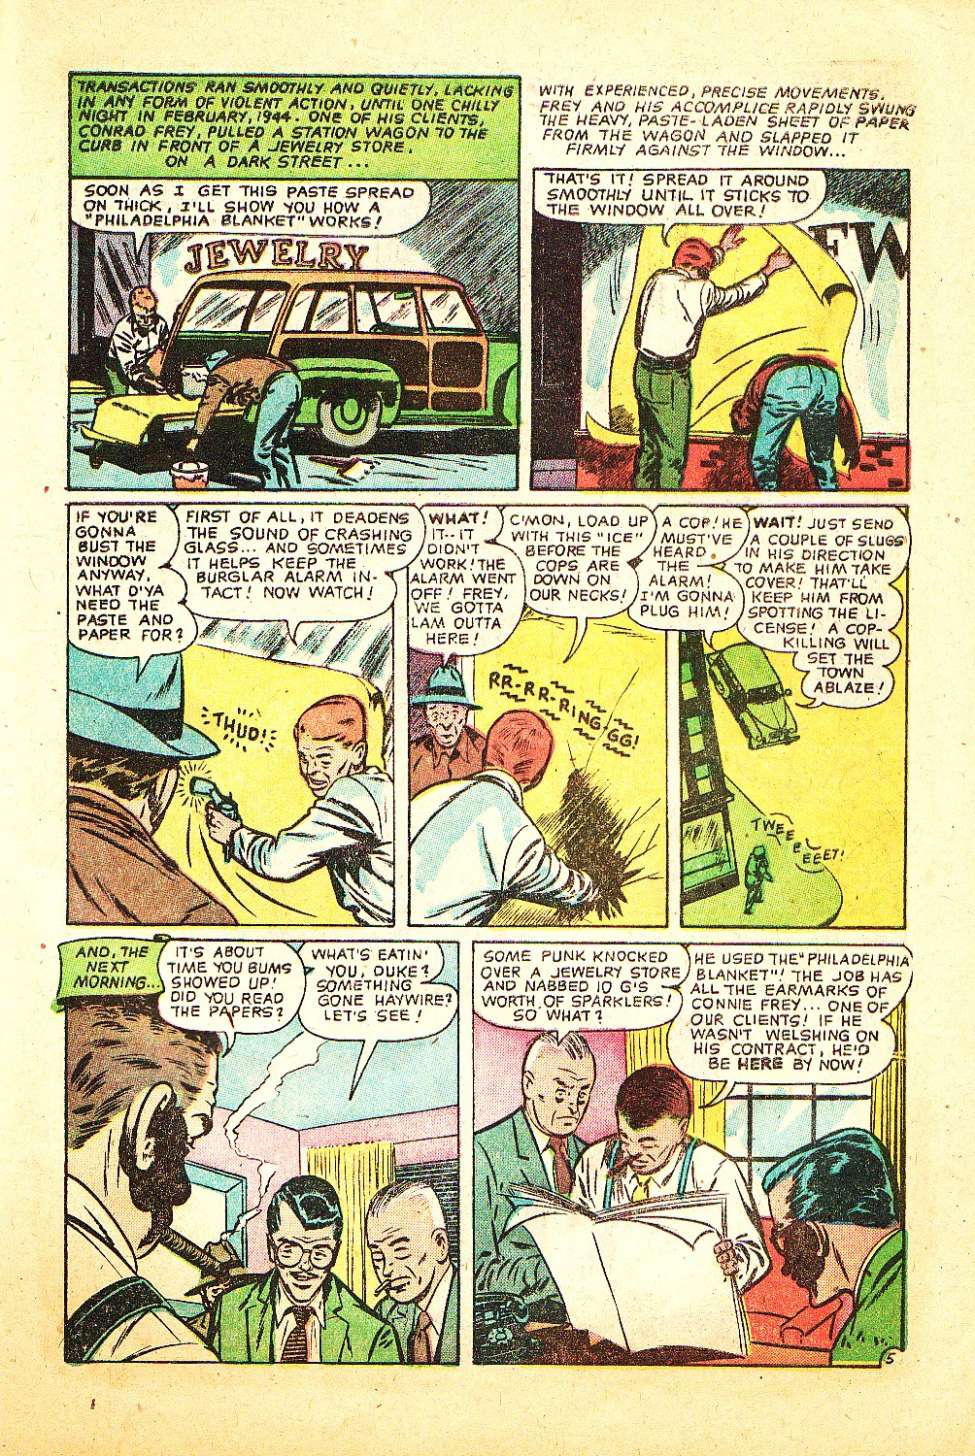 TRANSACTIONS RAN SMOOTHLY AND QUIETLY, LACKING
IN ANY FORM OF VIOLENT ACTION, UNTIL ONE CHILLY
NIGHT IN FEBRUARY, 1944. ONE OF HIS CLIENTS,
CONRAD FREY, PULLED A STATION WAGON TO THE
CURB IN FRONT OF A JEWELRY STORE,
ON A DARK STREET...
SOON AS I GET THIS PASTE SPREAD
ON THICK, I'LL SHOW YOU HOW A
"PHILADELPHIA BLANKET" WORKS!
JEWELRY
WITH EXPERIENCED, PRECISE MOVEMENTS,
FREY AND HIS ACCOMPLICE RAPIDLY SWUNG
THE HEAVY, PASTE-LADEN SHEET OF PAPER
FROM THE WAGON AND SLAPPED IT
FIRMLY AGAINST THE WINDOW...
THAT'S IT! SPREAD IT AROUND
SMOOTHLY UNTIL IT STICKS TO
THE WINDOW ALL OVER!
EW
IF YOU'RE
GONNA
BUST THE
WINDOW
ANYWAY,
WHAT D'YA
NEED THE
PASTE AND
PAPER FOR?
FIRST OF ALL, IT DEADENS
THE SOUND OF CRASHING
GLASS... AND SOMETIMES
IT HELPS KEEP THE
BURGLAR ALARM IN-
TACT! NOW WATCH!
THUD!
WHAT!
IT--IT
DIDN'T
WORK! THE
ALARM WENT
OFF! FREY,
WE GOTTA
LAM OUTTA
HERE!
C'MON, LOAD UP
WITH THIS "ICE"
BEFORE THE
COPS ARE
DOWN ON
OUR NECKS!
RR-RR-RING-GG!
A COP! HE
MUST'VE
HEARD
THE
ALARM!
I'M GONNA
PLUG HIM!
WAIT! JUST SEND
A COUPLE OF SLUGS
IN HIS DIRECTION
TO MAKE HIM TAKE
COVER! THAT'LL
KEEP HIM FROM
SPOTTING THE LI-
CENSE! A COP-
KILLING WILL
SET THE
TOWN
ABLAZE!
TWEEEEEEET!
AND, THE
NEXT
MORNING...
IT'S ABOUT
TIME YOU BUMS
SHOWED UP!
DID YOU READ
THE PAPERS?
WHAT'S EATIN'
YOU, DUKE?
SOMETHING
GONE HAYWIRE?
LET'S SEE!
SOME PUNK KNOCKED
OVER A JEWELRY STORE
AND NABBED 10 G'S
WORTH OF SPARKLERS!
SO WHAT?
HE USED THE "PHILADELPHIA
BLANKET"! THE JOB HAS
ALL THE EARMARKS OF
CONNIE FREY... ONE OF
OUR CLIENTS! IF HE
WASN'T WELSHING ON
HIS CONTRACT, HE'D
BE HERE BY NOW!
5